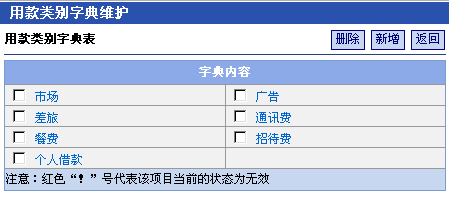 用款类别字典维护
用款类别字典表 删除 新增 返回
字典内容
市场 广告
差旅 通讯费
餐费 招待费
个人借款
注意：红色“！”号代表该项目当前的状态为无效